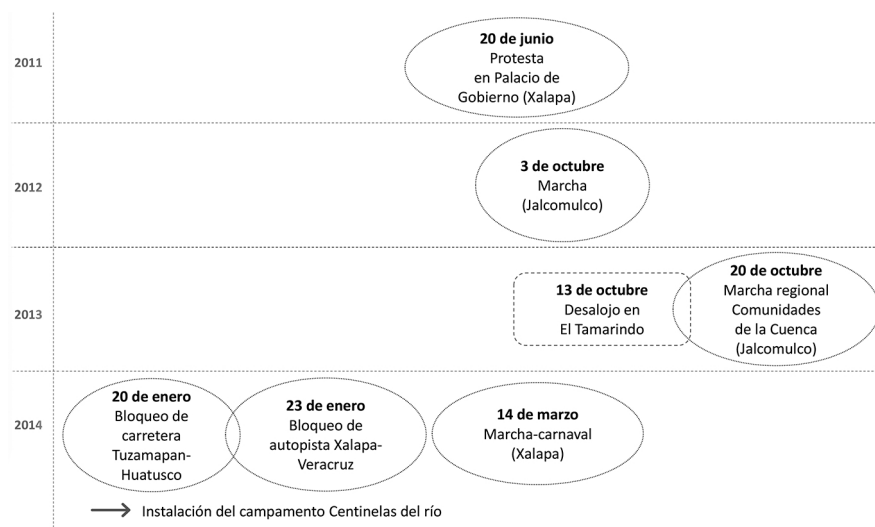 2011
20 de junio
Protesta
en Palacio de
Gobierno (Xalapa)
2012
3 de octubre
Marcha
(Jalcomulco)
2013
13 de octubre
Desalojo en
El Tamarindo
20 de octubre
Marcha regional
Comunidades
de la Cuenca
(Jalcomulco)
2014
20 de enero
Bloqueo de
carretera
Tuzamapan-
Huatusco
23 de enero
Bloqueo de
autopista Xalapa-
Veracruz
14 de marzo
Marcha-carnaval
(Xalapa)
Instalación del campamento Centinelas del río